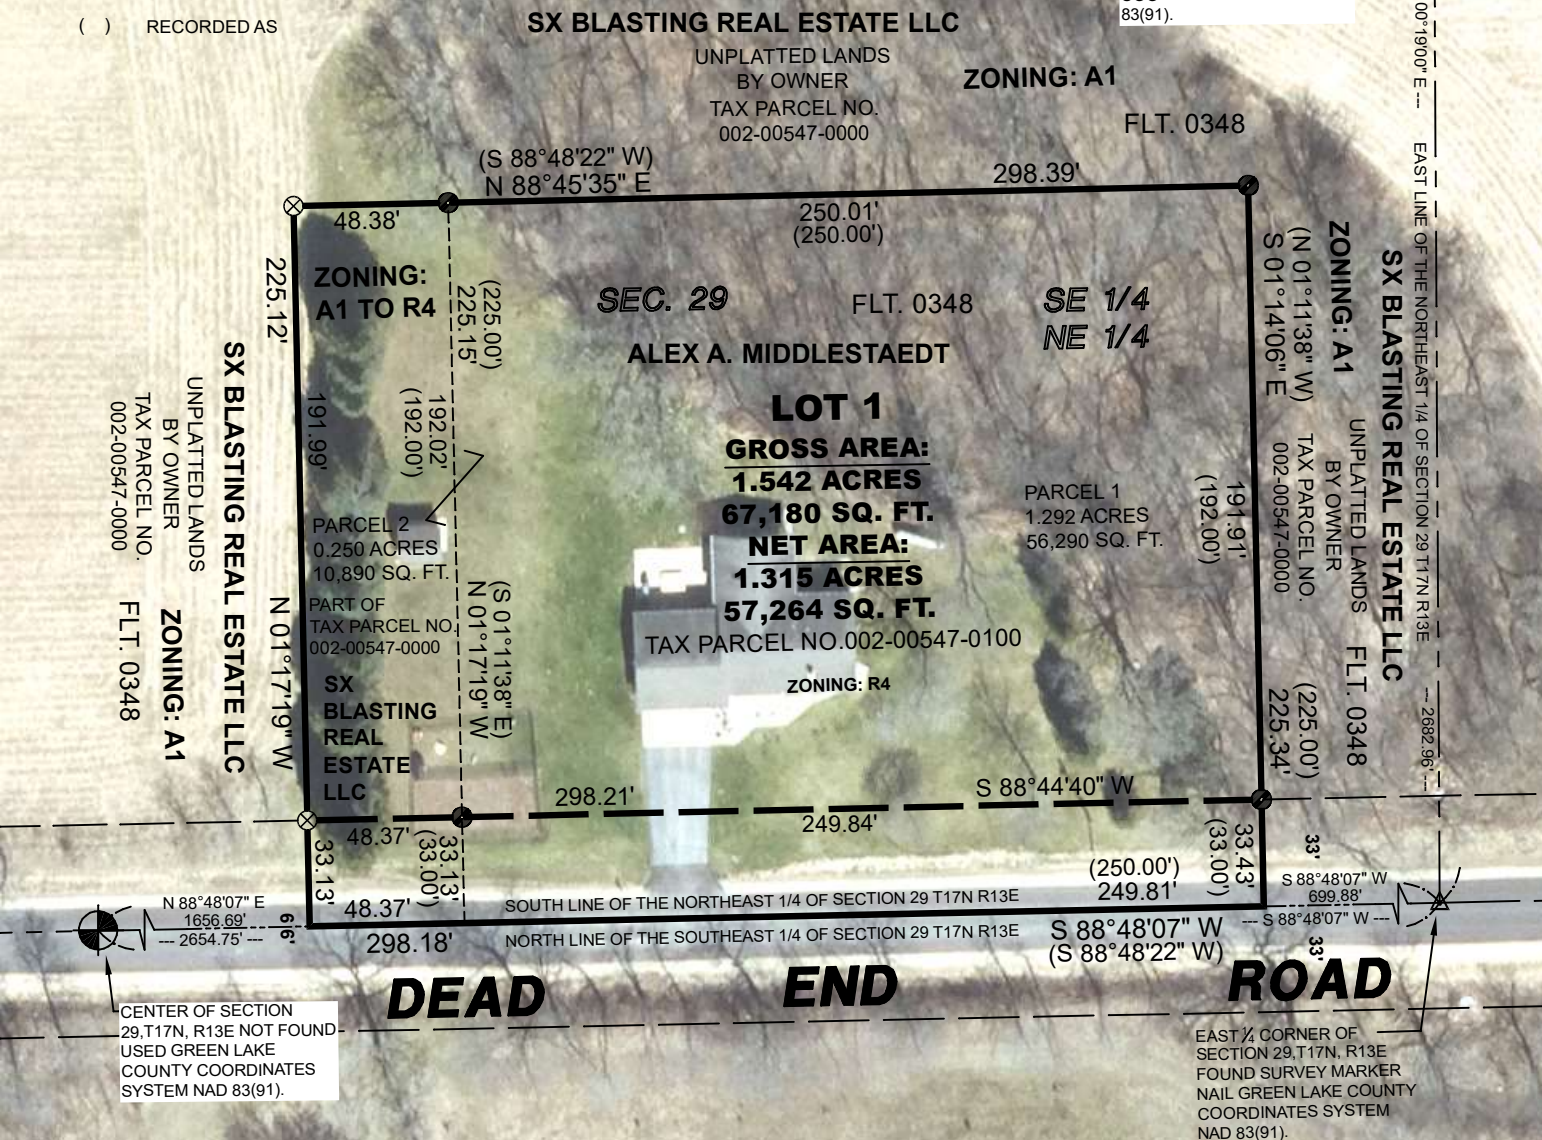 ( ) RECORDED AS
SX BLASTING REAL ESTATE LLC
UNPLATTED LANDS
BY OWNER
TAX PARCEL NO.
002-00547-0000
ZONING: A1
FLT. 0348
83(91).
00°19'00" E --- EAST LINE OF THE NORTHEAST 1/4 OF SECTION 29 T17N R13E --- 2682.96' ---
(S 88°48'22" W)
N 88°45'35" E
298.39'
48.38'
250.01'
(250.00')
ZONING:
A1 TO R4
225.12'
191.99'
N 01°17'19" W
(225.00')
225.15'
192.02'
(192.00')
(S 01°11'38" E)
N 01°17'19" W
SEC. 29
FLT. 0348
SE 1/4
NE 1/4
ALEX A. MIDDLESTAEDT
LOT 1
GROSS AREA:
1.542 ACRES
67,180 SQ. FT.
NET AREA:
1.315 ACRES
57,264 SQ. FT.
TAX PARCEL NO.002-00547-0100
ZONING: R4
PARCEL 1
1.292 ACRES
56,290 SQ. FT.
PARCEL 2
0.250 ACRES
10,890 SQ. FT.
PART OF
TAX PARCEL NO.
002-00547-0000
SX
BLASTING
REAL
ESTATE
LLC
SX BLASTING REAL ESTATE LLC
UNPLATTED LANDS
BY OWNER
TAX PARCEL NO.
002-00547-0000
ZONING: A1
FLT. 0348
SX BLASTING REAL ESTATE LLC
ZONING: A1
UNPLATTED LANDS
BY OWNER
TAX PARCEL NO.
002-00547-0000
FLT. 0348
(N 01°11'38" W)
S 01°14'06" E
191.91'
(192.00')
(225.00')
225.34'
298.21'
S 88°44'40" W
48.37'
249.84'
33.13'
33.13'
(33.00')
33.43'
(33.00')
(250.00')
249.81'
48.37'
298.18'
SOUTH LINE OF THE NORTHEAST 1/4 OF SECTION 29 T17N R13E
NORTH LINE OF THE SOUTHEAST 1/4 OF SECTION 29 T17N R13E
S 88°48'07" W
(S 88°48'22" W)
N 88°48'07" E
1656.69'
--- 2654.75' ---
66'
33'
S 88°48'07" W
699.88'
--- S 88°48'07" W ---
33'
DEAD END ROAD
CENTER OF SECTION
29,T17N, R13E NOT FOUND
USED GREEN LAKE
COUNTY COORDINATES
SYSTEM NAD 83(91).
EAST ¼ CORNER OF
SECTION 29,T17N, R13E
FOUND SURVEY MARKER
NAIL GREEN LAKE COUNTY
COORDINATES SYSTEM
NAD 83(91).